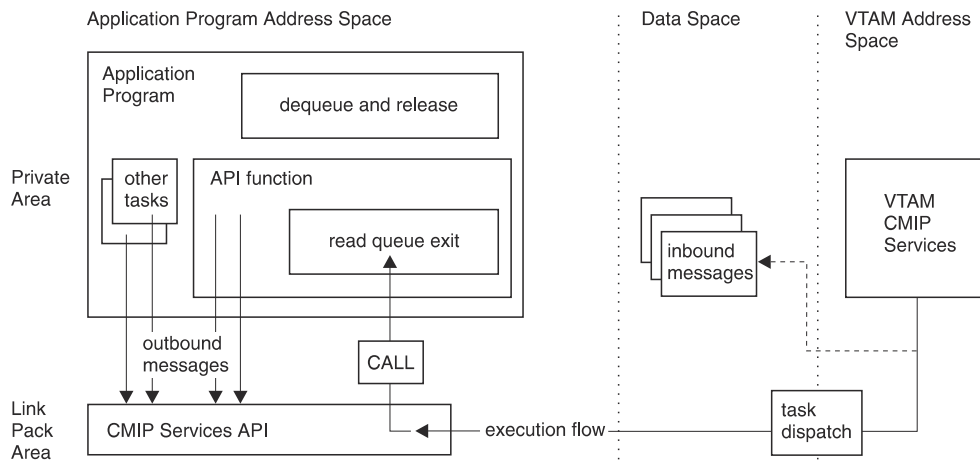 Application Program Address Space
Data Space
VTAM Address
Space
Application
Program
dequeue and release
Private
Area
other
tasks
API function
read queue exit
inbound
messages
VTAM
CMIP
Services
outbound
messages
CALL
Link
Pack
Area
CMIP Services API
execution flow
task
dispatch